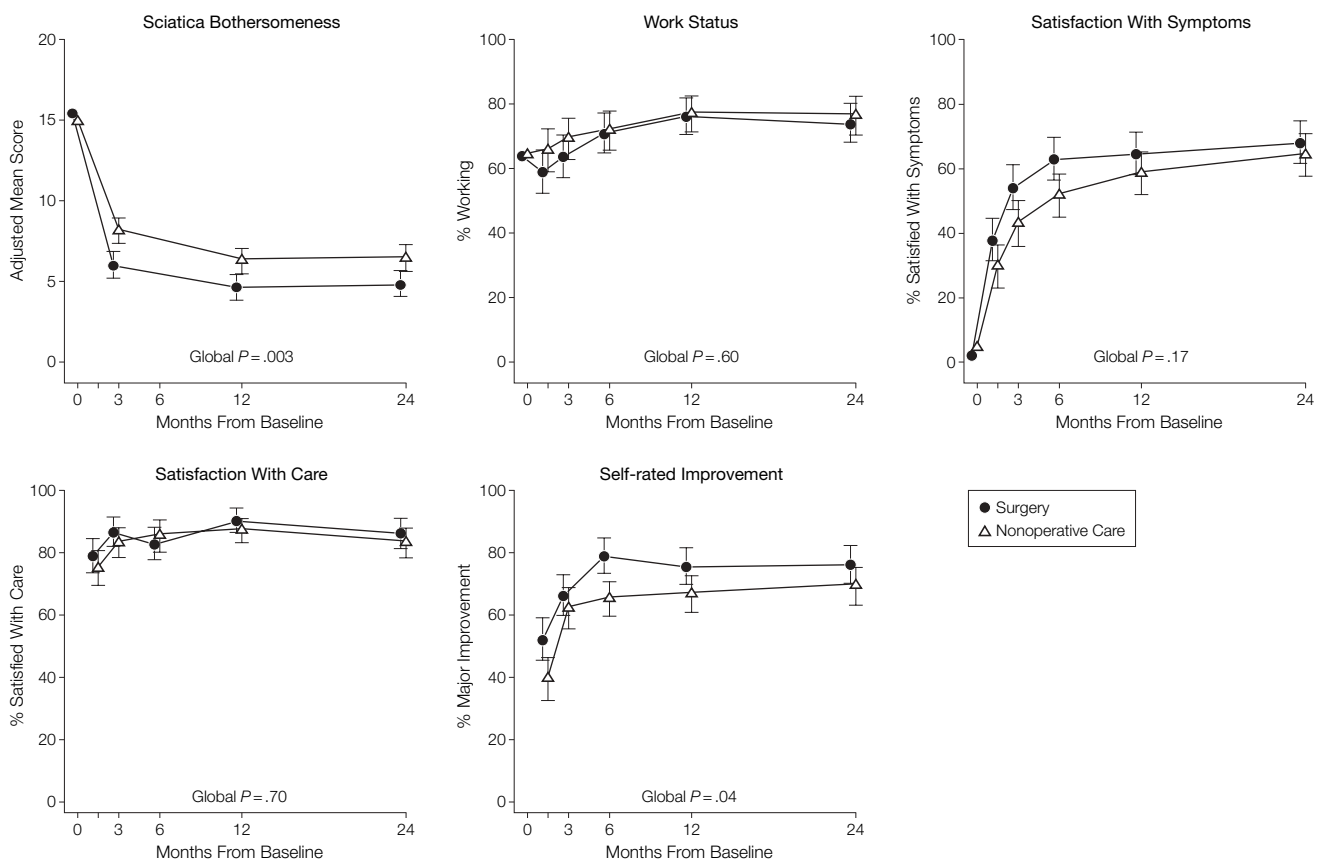 Sciatica Bothersomeness
20
15
10
5
0
Adjusted Mean Score
Global P = .003
0 3 6 12 24
Months From Baseline
Work Status
100
80
60
40
20
0
% Working
Global P = .60
0 3 6 12 24
Months From Baseline
Satisfaction With Symptoms
100
80
60
40
20
0
% Satisfied With Symptoms
Global P = .17
0 3 6 12 24
Months From Baseline
Satisfaction With Care
100
80
60
40
20
0
% Satisfied With Care
Global P = .70
0 3 6 12 24
Months From Baseline
Self-rated Improvement
100
80
60
40
20
0
% Major Improvement
Global P = .04
0 3 6 12 24
Months From Baseline
Surgery
Nonoperative Care